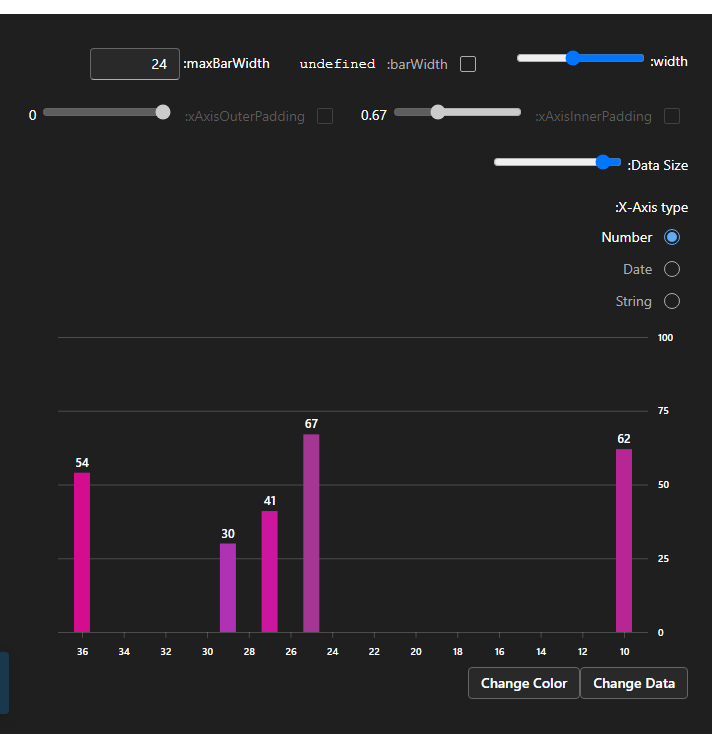 :width
:barWidth undefined
:maxBarWidth 24
:xAxisInnerPadding 0.67
:xAxisOuterPadding 0
:Data Size
:X-Axis type
Number
Date
String
100
75
50
25
0
54
30
41
67
62
36 34 32 30 28 26 24 22 20 18 16 14 12 10
Change Color Change Data